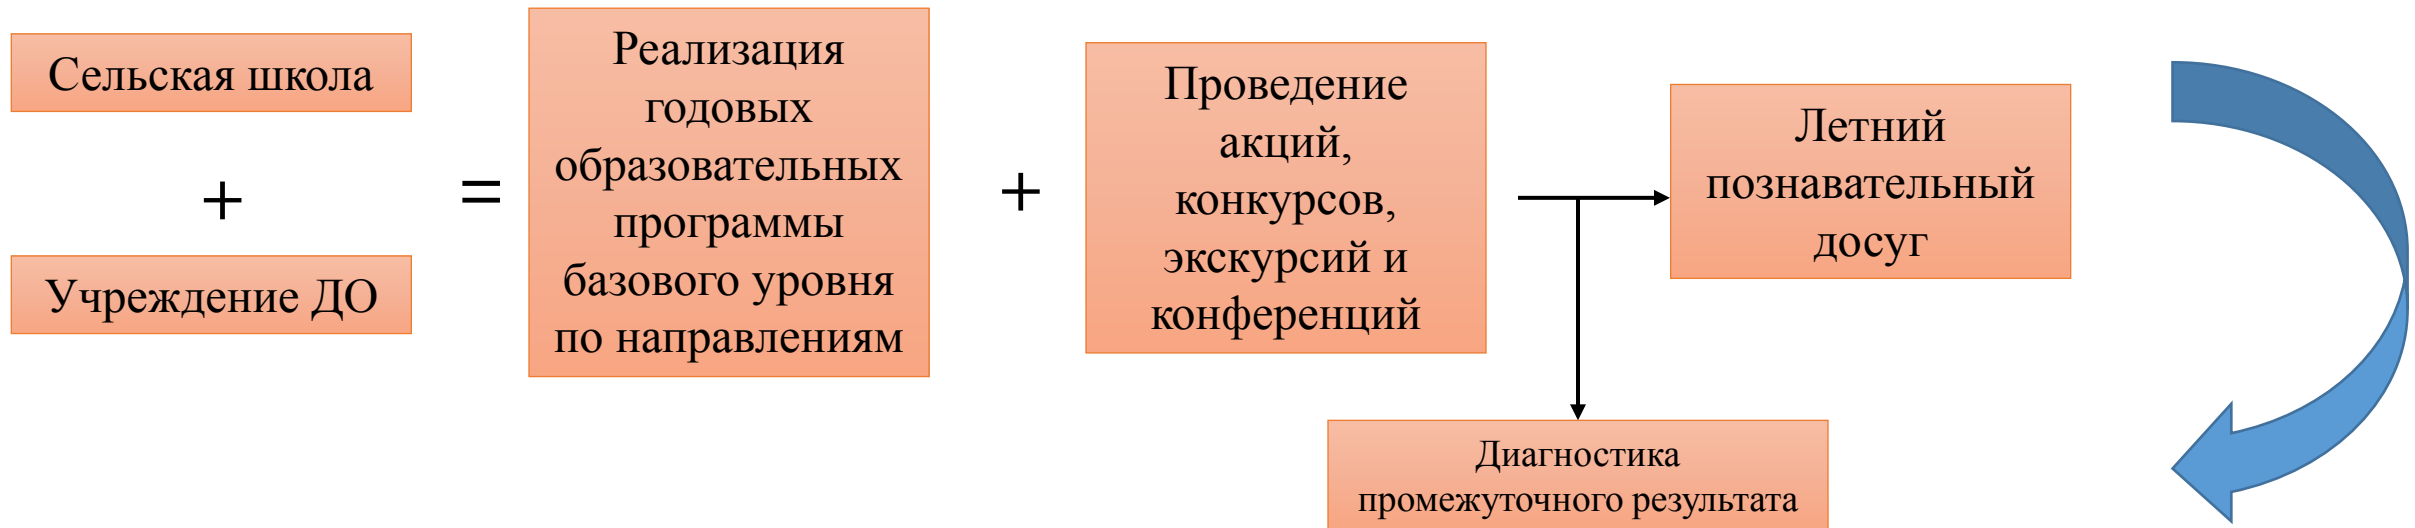 Сельская школа
+
Учреждение ДО
=
Реализация
годовых
образовательных
программы
базового уровня
по направлениям
+
Проведение
акций,
конкурсов,
экскурсий и
конференций
Летний
познавательный
досуг
Диагностика
промежуточного результата